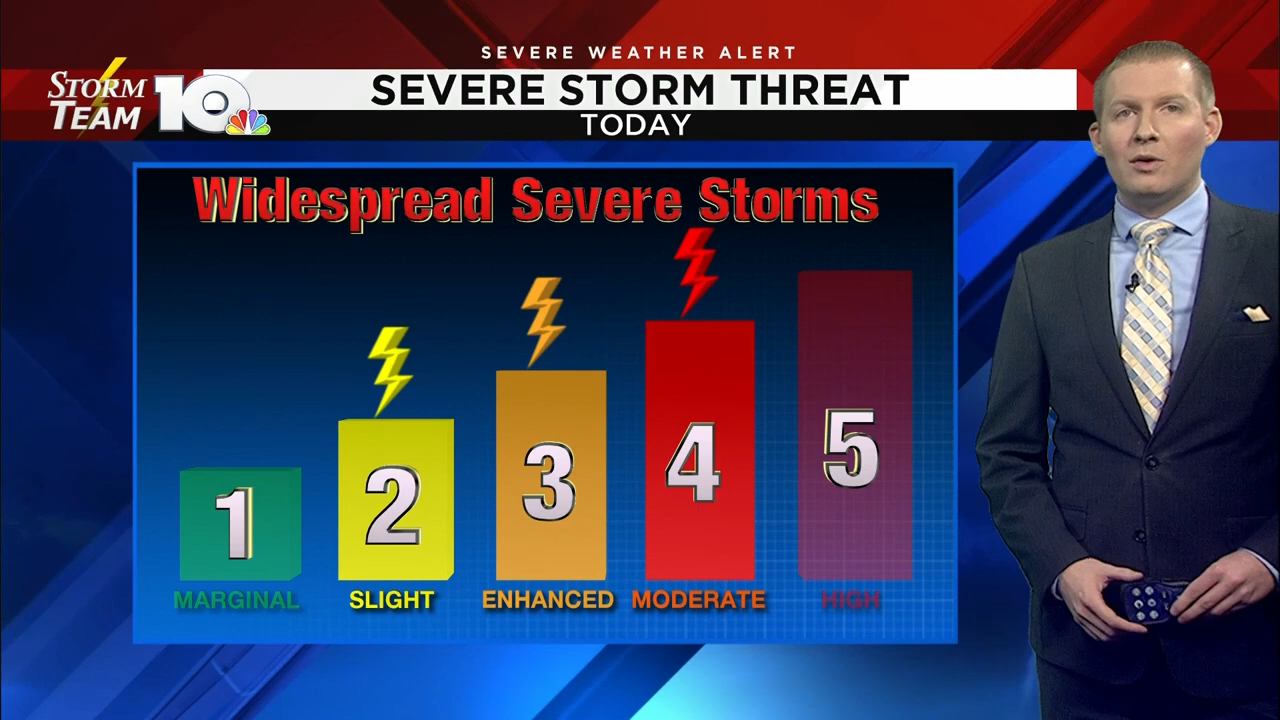 SEVERE WEATHER ALERT
STORM TEAM 10
SEVERE STORM THREAT
TODAY
Widespread Severe Storms
1
2
3
4
5
MARGINAL
SLIGHT
ENHANCED
MODERATE
HIGH